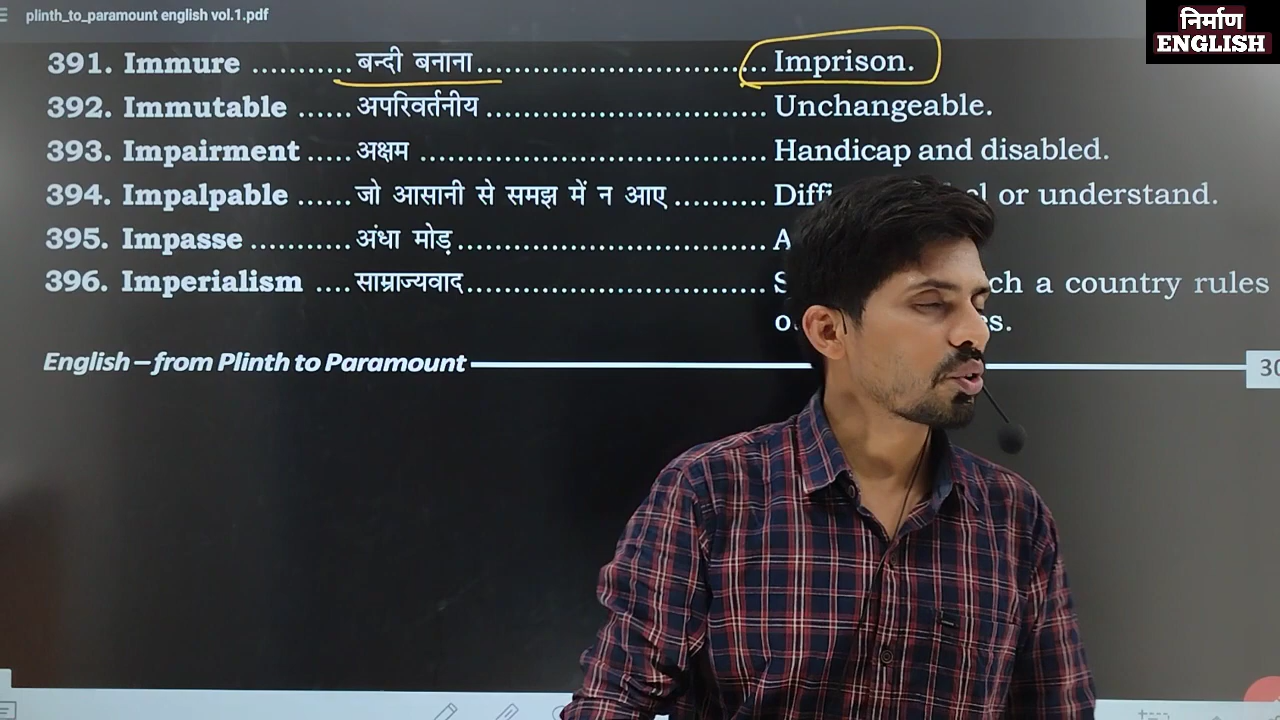 plinth_to_paramount english vol.1.pdf
निर्माण
ENGLISH
391. Immure .......... बन्दी बनाना ............................. Imprison.
392. Immutable ...... अपरिवर्तनीय ............................... Unchangeable.
393. Impairment ..... अक्षम ..................................... Handicap and disabled.
394. Impalpable ...... जो आसानी से समझ में न आए .......... or understand.
395. Impasse .......... अंधा मोड़ ..................................
396. Imperialism .... साम्राज्यवाद ................................. a country rules
English – from Plinth to Paramount